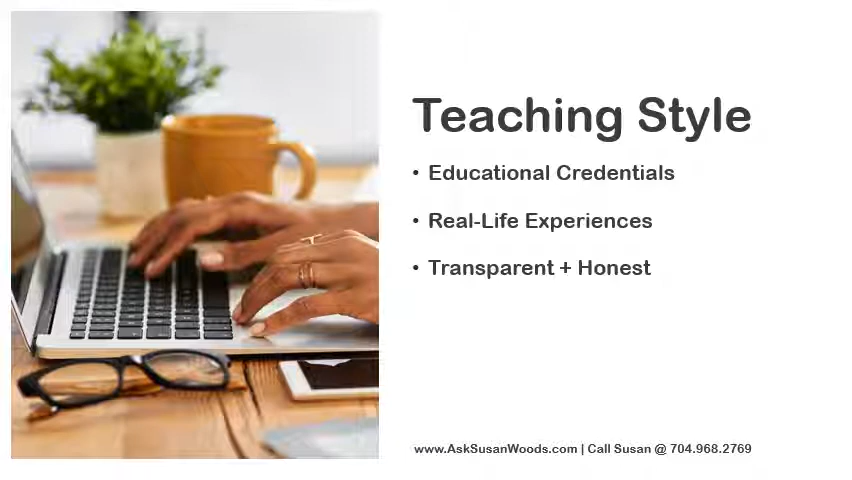 Teaching Style
• Educational Credentials
• Real-Life Experiences
• Transparent + Honest
www.AskSusanWoods.com | Call Susan @ 704.968.2769